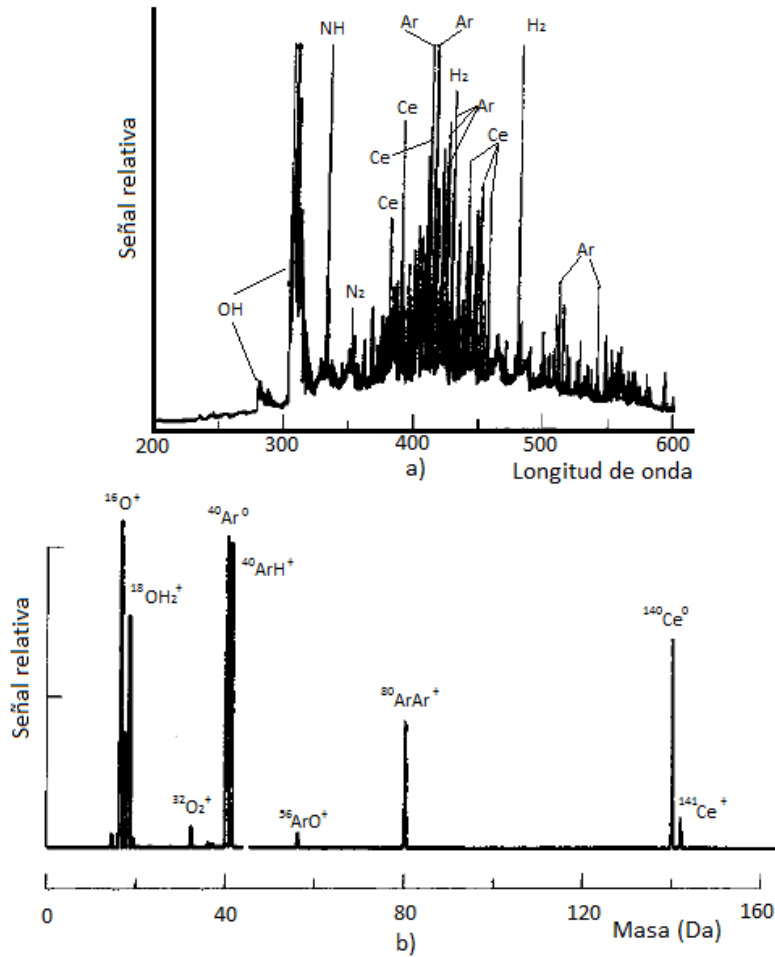 NH
Ar
Ar
H₂
H₂
Ce
Ar
Ce
Ce
Ce
N₂
OH
Ar
Señal relativa
200
300
400
500
600
a)
Longitud de onda
¹⁶O⁺
⁴⁰Ar⁰
⁴⁰ArH⁺
¹⁸OH₂⁺
¹⁴⁰Ce⁰
⁸⁰ArAr⁺
³²O₂⁺
⁵⁶ArO⁺
¹⁴¹Ce⁺
Señal relativa
0
40
80
120
160
b)
Masa (Da)